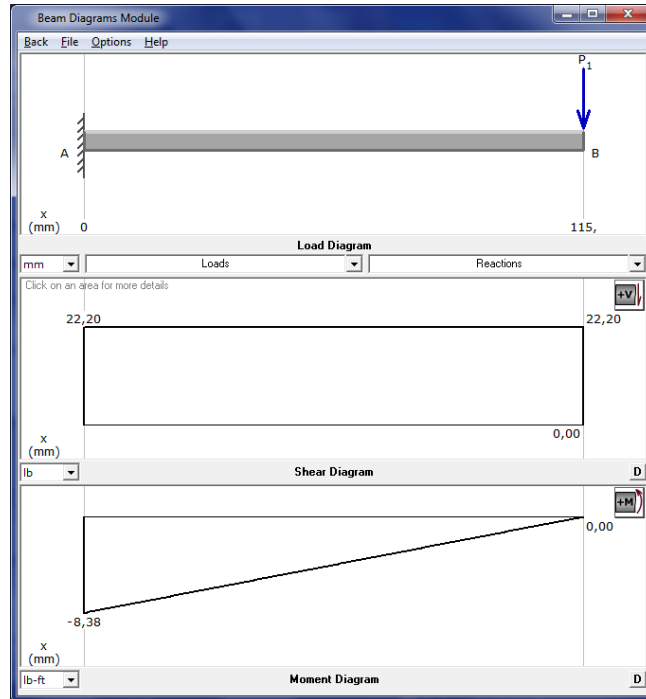 Beam Diagrams Module
Back File Options Help
P1
A
B
x
(mm) 0 115,
Load Diagram
mm Loads Reactions
Click on an area for more details
+V
22,20 22,20
0,00
x
(mm)
lb Shear Diagram D
+M
0,00
-8,38
x
(mm)
lb-ft Moment Diagram D